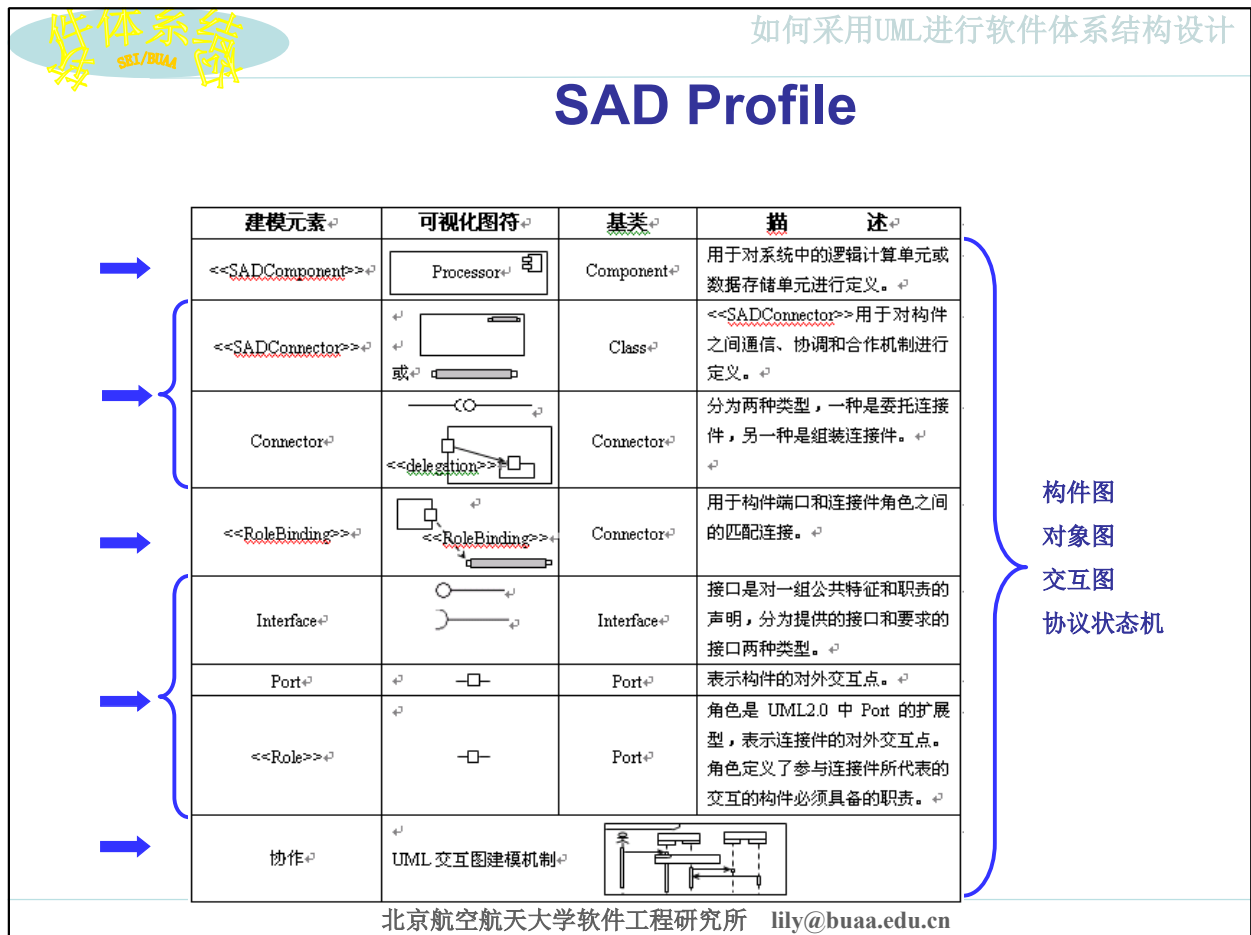 如何采用UML进行软件体系结构设计
件体系结
SEI/BUAA
SAD Profile
建模元素 可视化图符 基类 描 述
<<SADComponent>> Processor Component 用于对系统中的逻辑计算单元或
数据存储单元进行定义。
<<SADConnector>> 或 Class <<SADConnector>>用于对构件
之间通信、协调和合作机制进行
定义。
Connector <<delegation>> Connector 分为两种类型，一种是委托连接
件，另一种是组装连接件。
<<RoleBinding>> <<RoleBinding>> Connector 用于构件端口和连接件角色之间
的匹配连接。
Interface Interface 接口是对一组公共特征和职责的
声明，分为提供的接口和要求的
接口两种类型。
Port Port 表示构件的对外交互点。
<<Role>> Port 角色是 UML2.0 中 Port 的扩展
型，表示连接件的对外交互点。
角色定义了参与连接件所代表的
交互的构件必须具备的职责。
协作 UML 交互图建模机制
构件图
对象图
交互图
协议状态机
北京航空航天大学软件工程研究所 lily@buaa.edu.cn